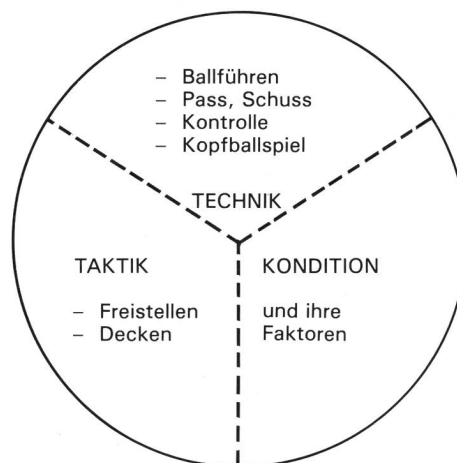 – Ballführen
– Pass, Schuss
– Kontrolle
– Kopfballspiel
TECHNIK
TAKTIK
– Freistellen
– Decken
KONDITION
und ihre
Faktoren